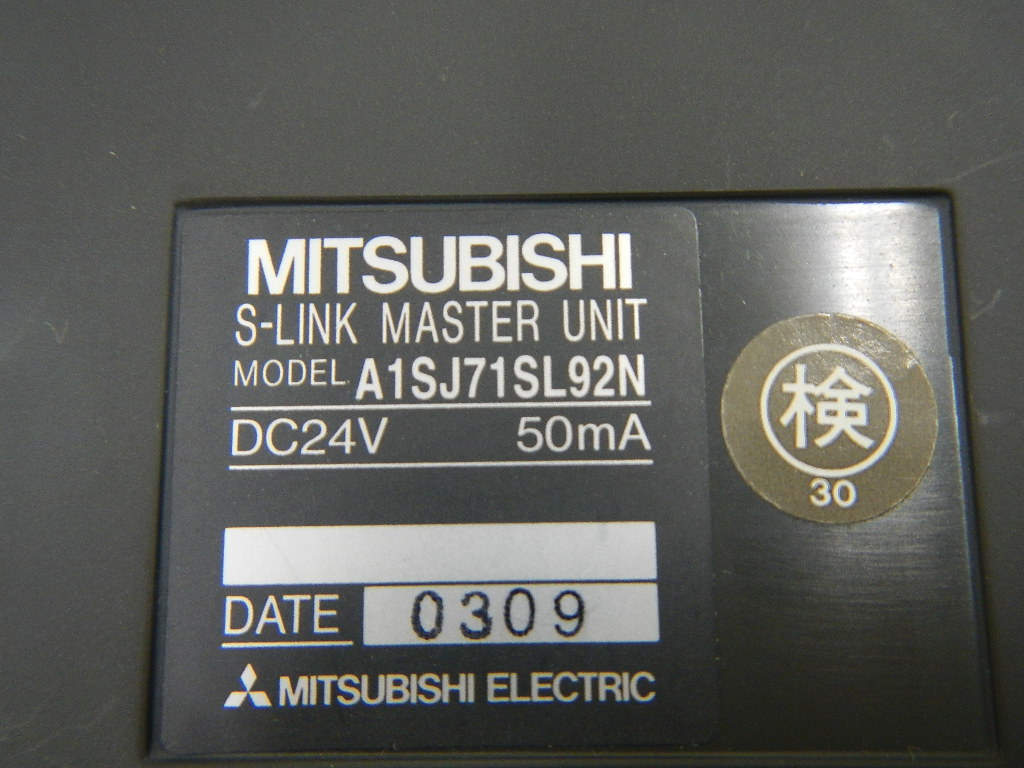 MITSUBISHI
S-LINK MASTER UNIT
MODEL A1SJ71SL92N
DC24V 50mA
DATE 0309
MITSUBISHI ELECTRIC
検
30